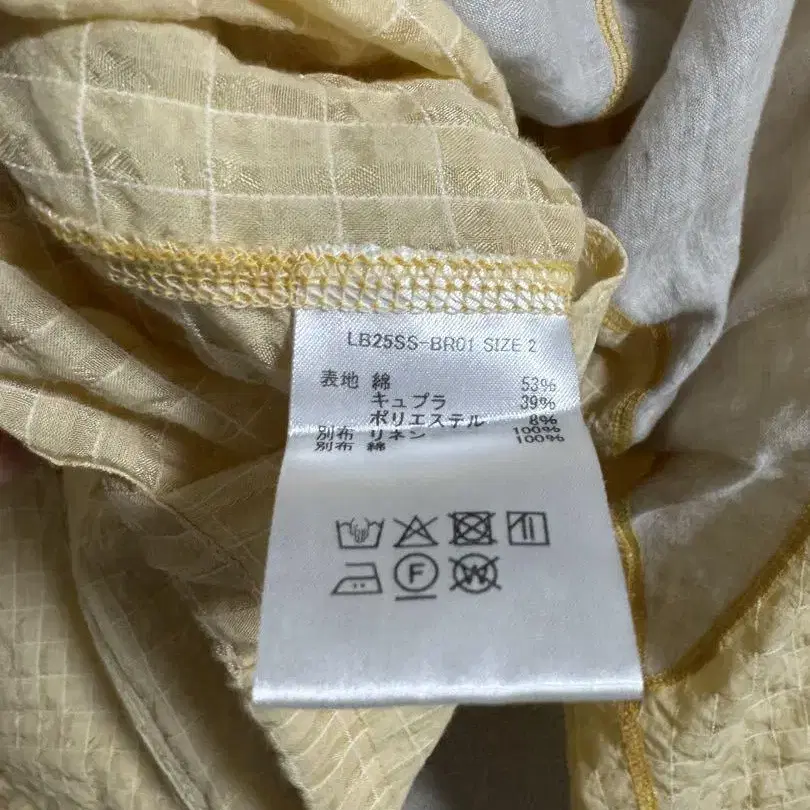 LB25SS-BR01 SIZE 2
表地 綿 53%
キュプラ 39%
ポリエステル 8%
別布 リネン 100%
別布 綿 100%
F
W